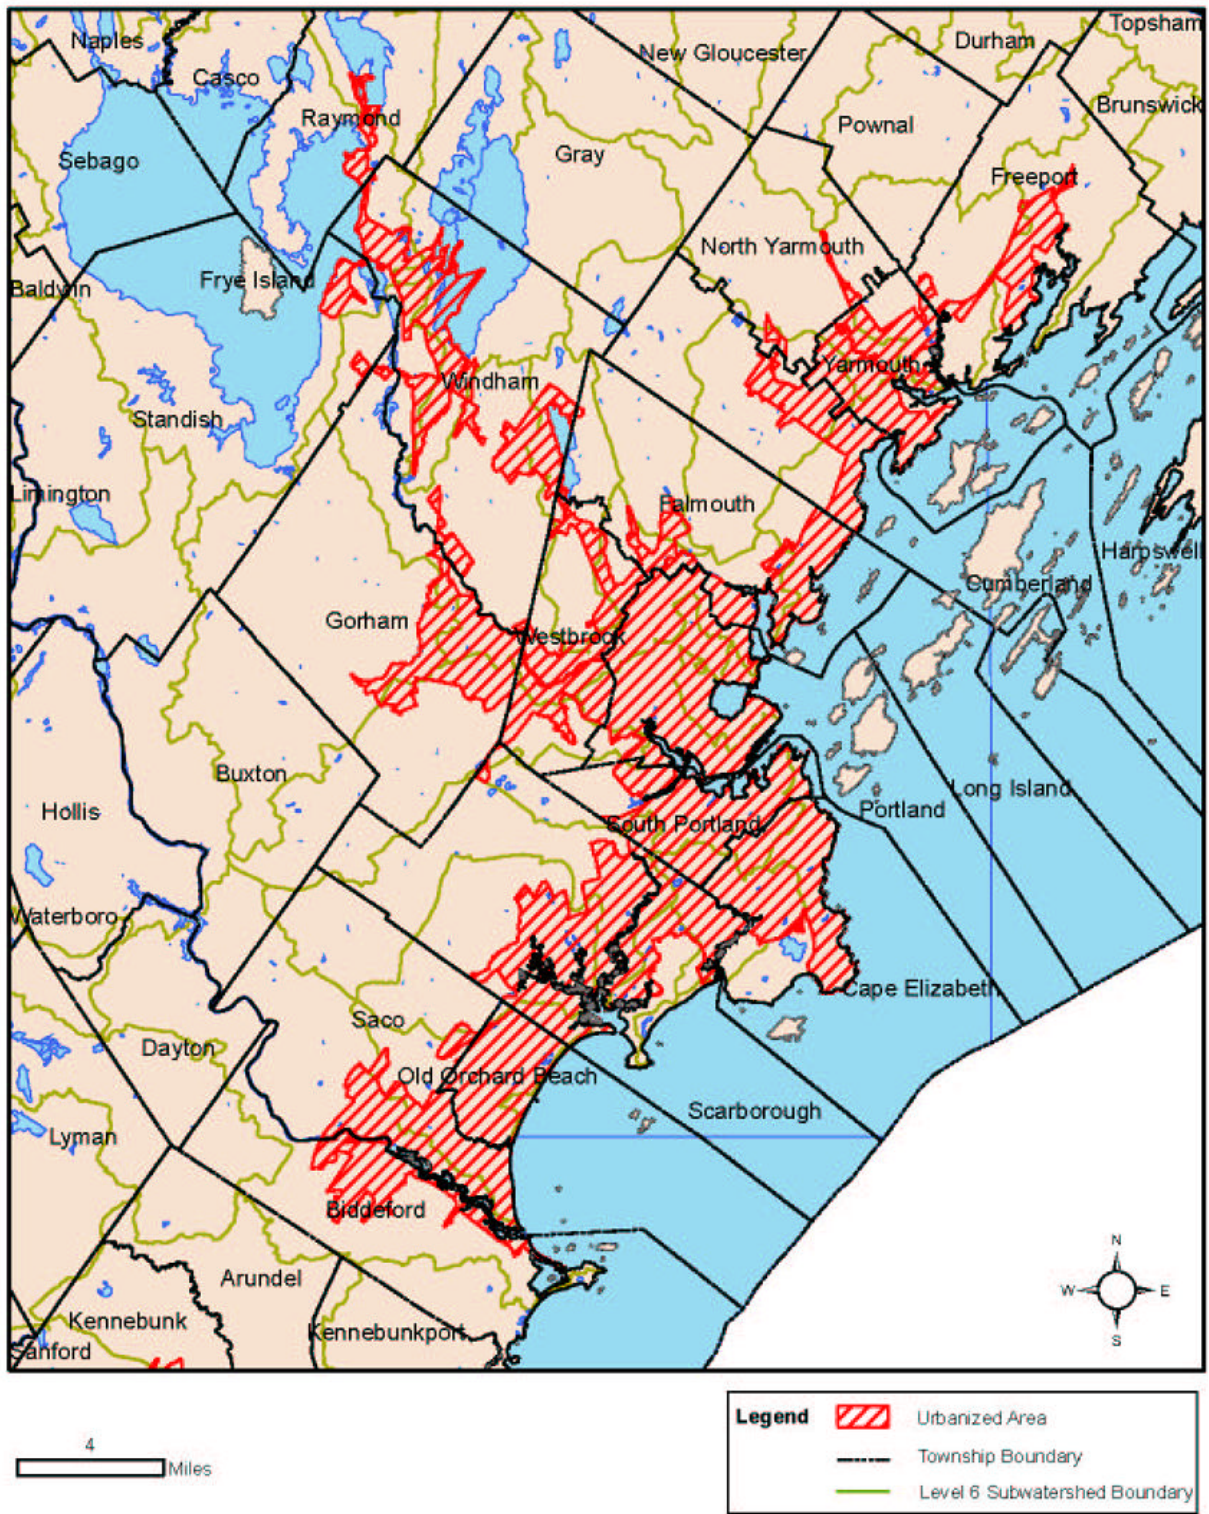 Topsham
Naples
Durham
New Gloucester
Casco
Brunswick
Raymond
Pownal
Gray
Sebago
Freeport
North Yarmouth
Frye Island
Baldwin
Yarmouth
Windham
Standish
Limington
Falmouth
Harpswell
Cumberland
Gorham
Westbrook
Buxton
Long Island
Hollis
Portland
South Portland
Waterboro
Cape Elizabeth
Saco
Dayton
Old Orchard Beach
Scarborough
Lyman
Biddeford
N
W E
S
Arundel
Kennebunk
Kennebunkport
Sanford
4
Miles
Legend
Urbanized Area
Township Boundary
Level 6 Subwatershed Boundary